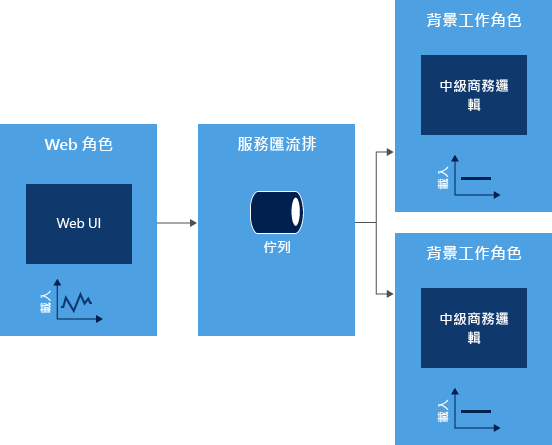 Web 角色
Web UI
載入
服務匯流排
佇列
背景工作角色
中級商務邏
輯
載入
背景工作角色
中級商務邏
輯
載入